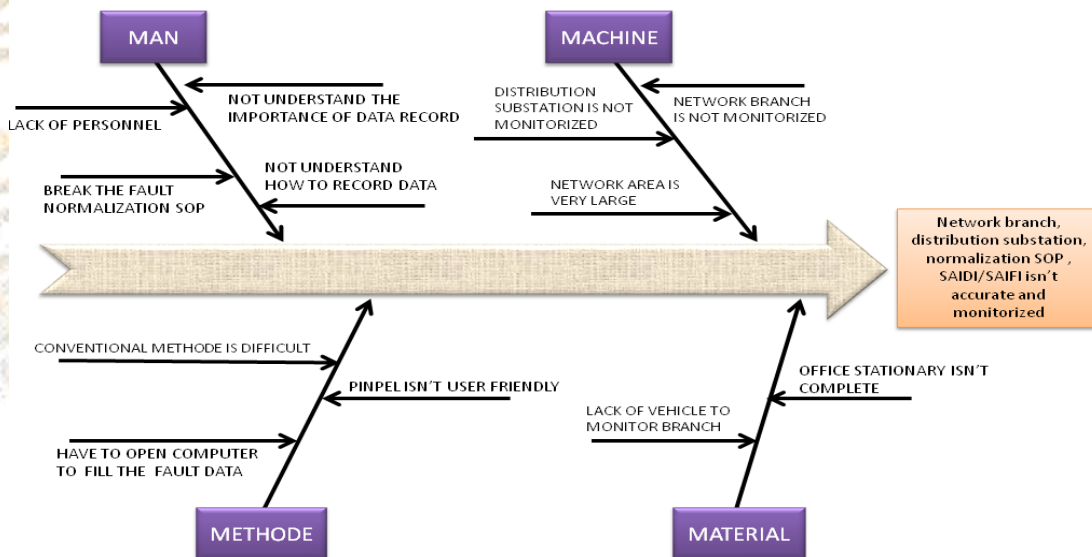 MAN
MACHINE
NOT UNDERSTAND THE
IMPORTANCE OF DATA RECORD
LACK OF PERSONNEL
NOT UNDERSTAND
HOW TO RECORD DATA
BREAK THE FAULT
NORMALIZATION SOP
DISTRIBUTION
SUBSTATION IS NOT
MONITORIZED
NETWORK BRANCH
IS NOT MONITORIZED
NETWORK AREA IS
VERY LARGE
Network branch,
distribution substation,
normalization SOP ,
SAIDI/SAIFI isn't
accurate and
monitorized
CONVENTIONAL METHODE IS DIFFICULT
PINPEL ISN'T USER FRIENDLY
HAVE TO OPEN COMPUTER
TO FILL THE FAULT DATA
OFFICE STATIONARY ISN'T
COMPLETE
LACK OF VEHICLE TO
MONITOR BRANCH
METHODE
MATERIAL